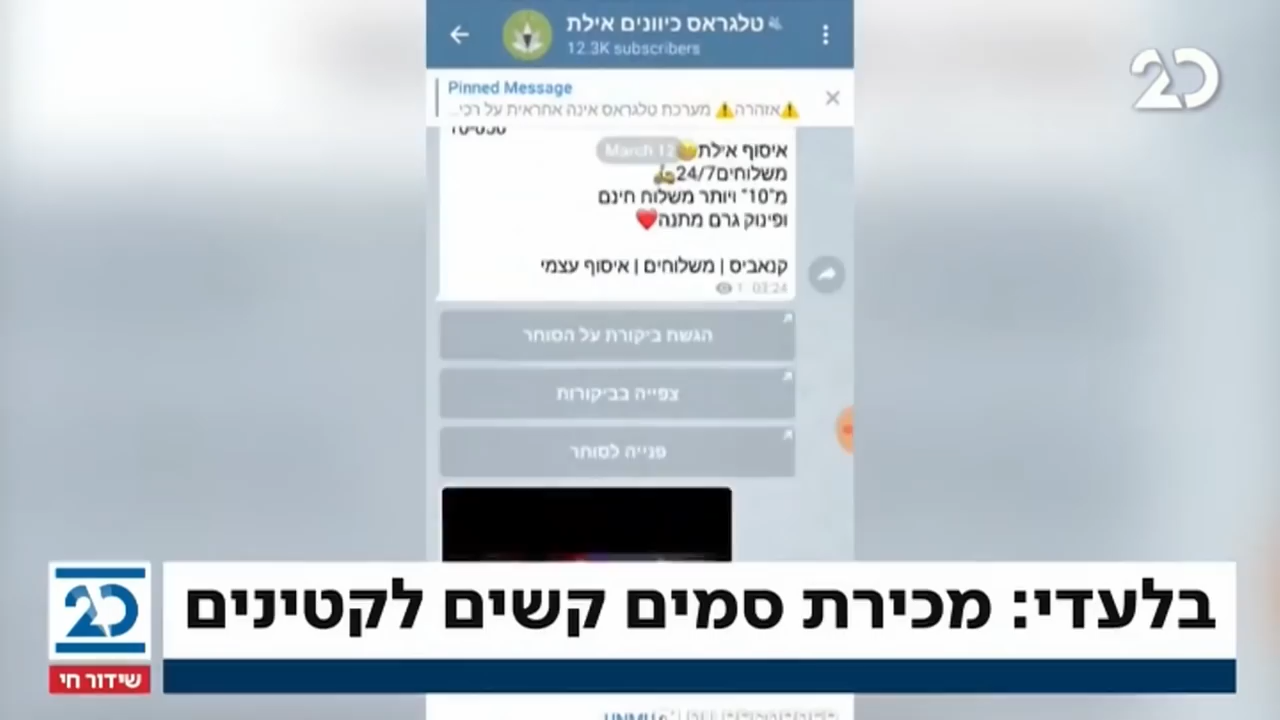 טלגראס כיוונים אילת
12.3K subscribers
20
Pinned Message
⚠️אזהרה⚠️ מערכת טלגראס אינה אחראית על רכי...
March 12
איסוף אילת
משלוחים24/7🛵
מ"10" ויותר משלוח חינם
ופינוק גרם מתנה❤️
קנאביס | משלוחים | איסוף עצמי
1 03:24
הגשת ביקורת על הסוחר
צפייה בביקורות
פנייה לסוחר
בלעדי: מכירת סמים קשים לקטינים
20
שידור חי